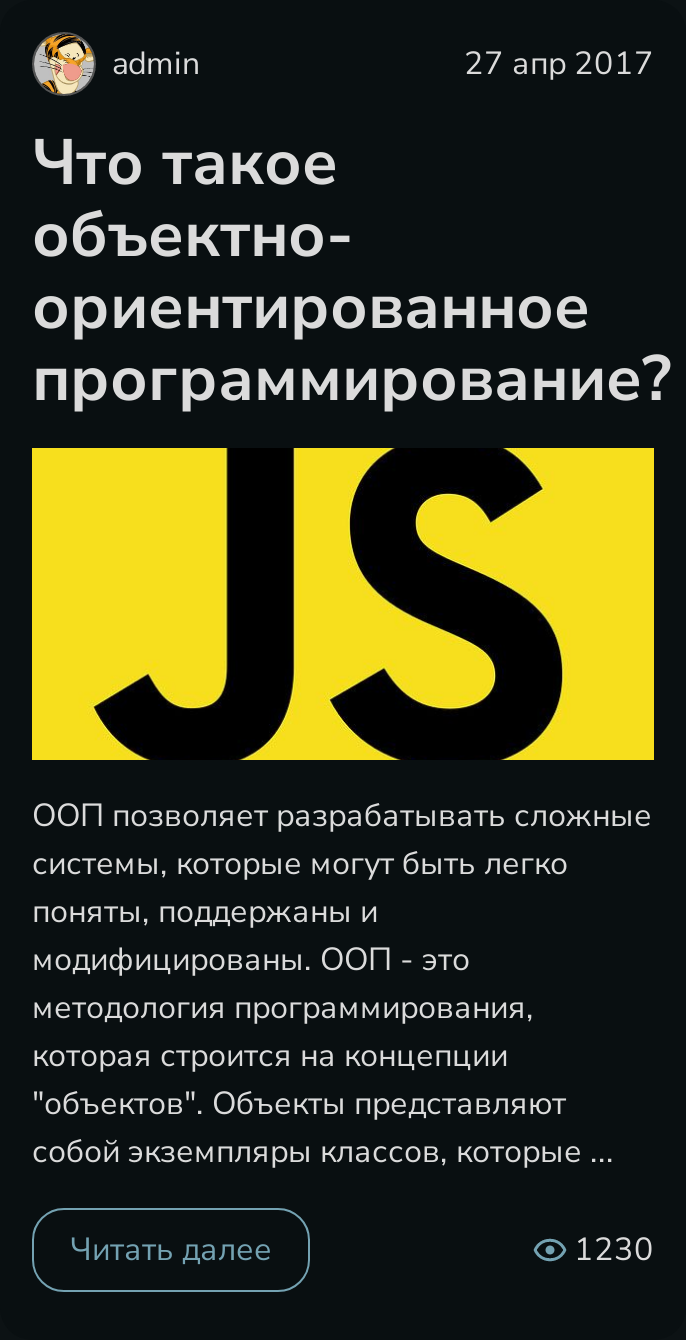 admin
27 апр 2017
Что такое
объектно-
ориентированное
программирование?
JS
ООП позволяет разрабатывать сложные
системы, которые могут быть легко
поняты, поддержаны и
модифицированы. ООП - это
методология программирования,
которая строится на концепции
"объектов". Объекты представляют
собой экземпляры классов, которые ...
Читать далее
1230